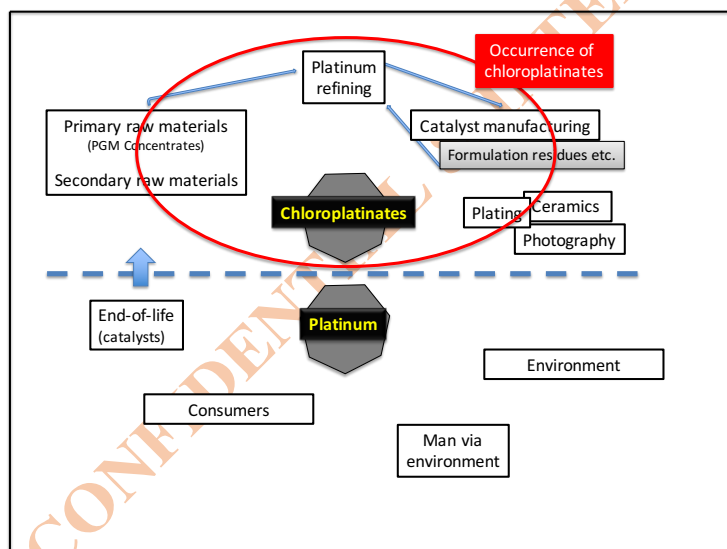 Occurrence of
chloroplatinates
Platinum
refining
Primary raw materials
(PGM Concentrates)
Secondary raw materials
Catalyst manufacturing
Formulation residues etc.
Chloroplatinates
Plating
Ceramics
Photography
End-of-life
(catalysts)
Platinum
Environment
Consumers
Man via
environment
CONFIDENTIAL